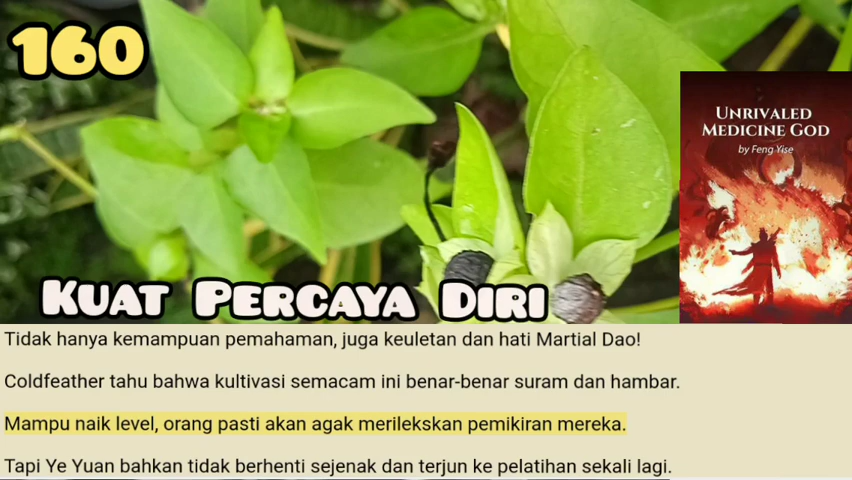 160
UNRIVALED
MEDICINE GOD
by Feng Yise
KUAT PERCAYA DIRI
Tidak hanya kemampuan pemahaman, juga keuletan dan hati Martial Dao!
Coldfeather tahu bahwa kultivasi semacam ini benar-benar suram dan hambar.
Mampu naik level, orang pasti akan agak merilekskan pemikiran mereka.
Tapi Ye Yuan bahkan tidak berhenti sejenak dan terjun ke pelatihan sekali lagi.